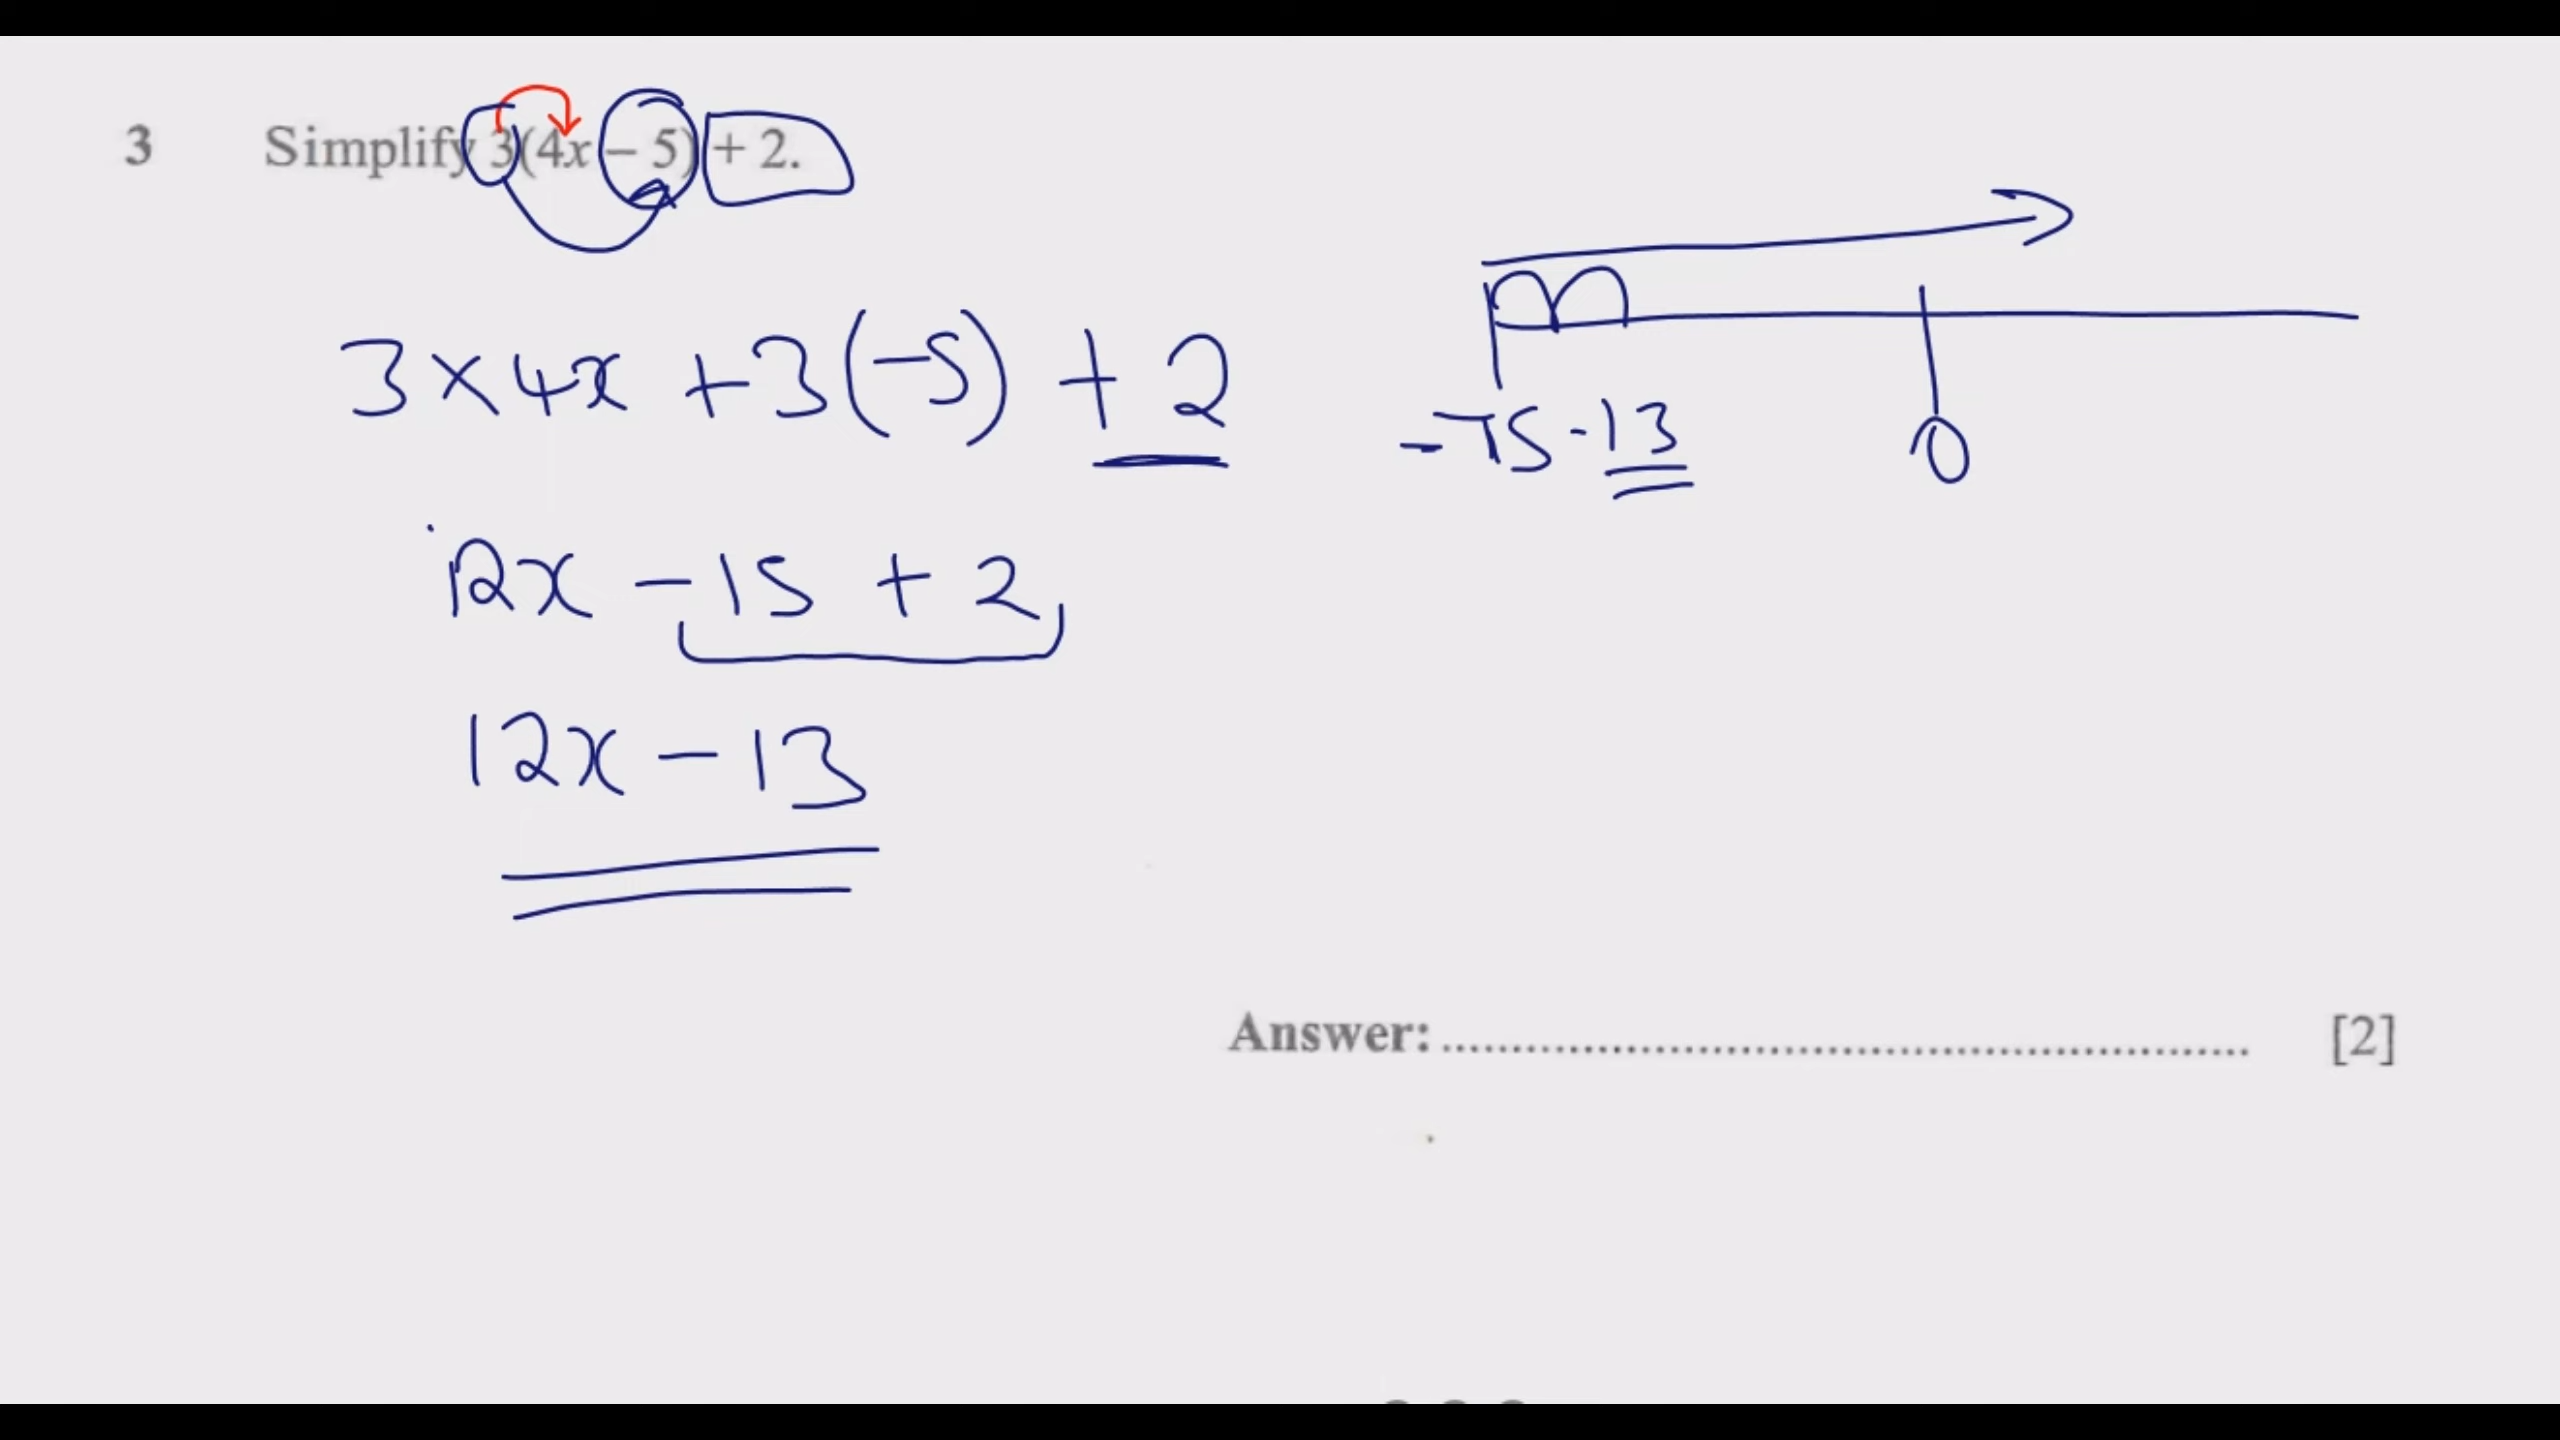 3 Simplify 3(4x – 5) + 2.
3 × 4x + 3(-5) + 2
12x - 15 + 2
12x - 13
-15 -13 0
Answer: ........................................................... [2]